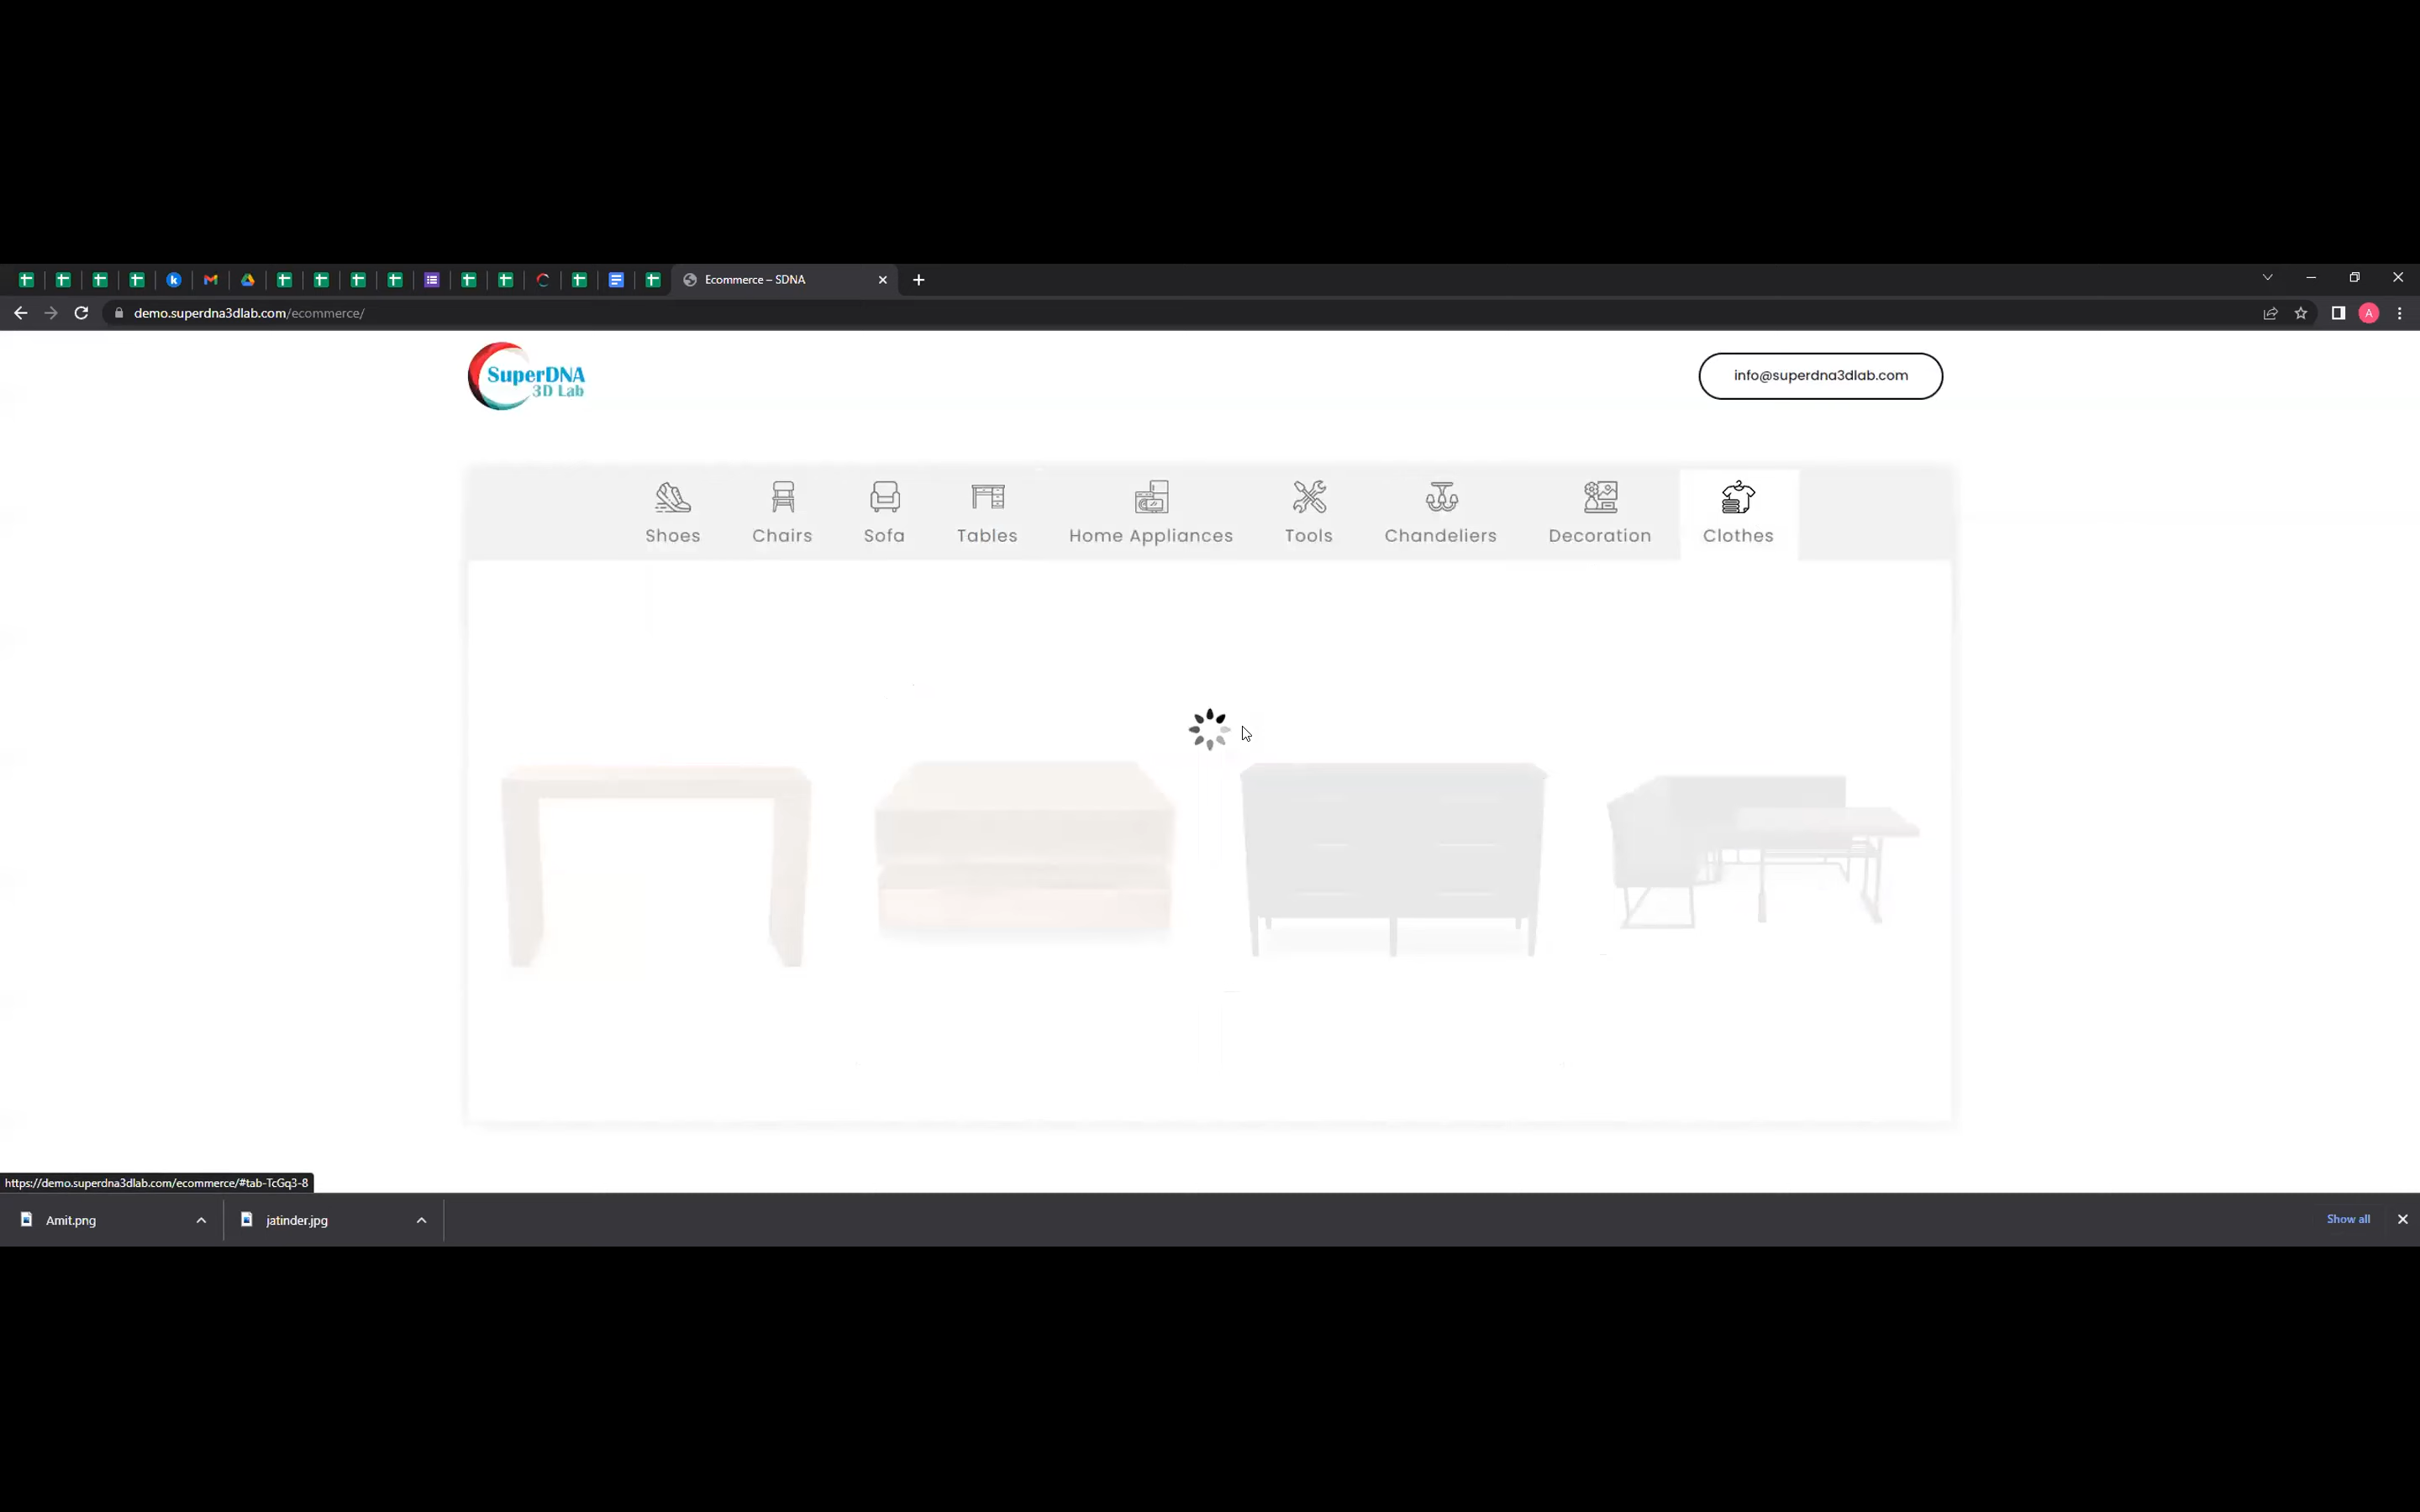 Ecommerce – SDNA
demo.superdna3dlab.com/ecommerce/
A
SuperDNA
3D Lab
info@superdna3dlab.com
Shoes
Chairs
Sofa
Tables
Home Appliances
Tools
Chandeliers
Decoration
Clothes
https://demo.superdna3dlab.com/ecommerce/#tab-TcGq3-8
Amit.png
jatinder.jpg
Show all